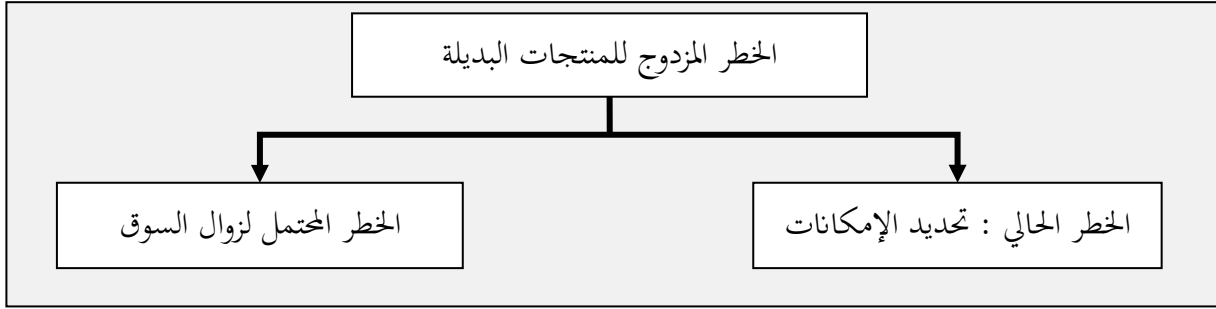 الخطر المزدوج للمنتجات البديلة
الخطر الحالي : تحديد الإمكانات
الخطر المحتمل لزوال السوق